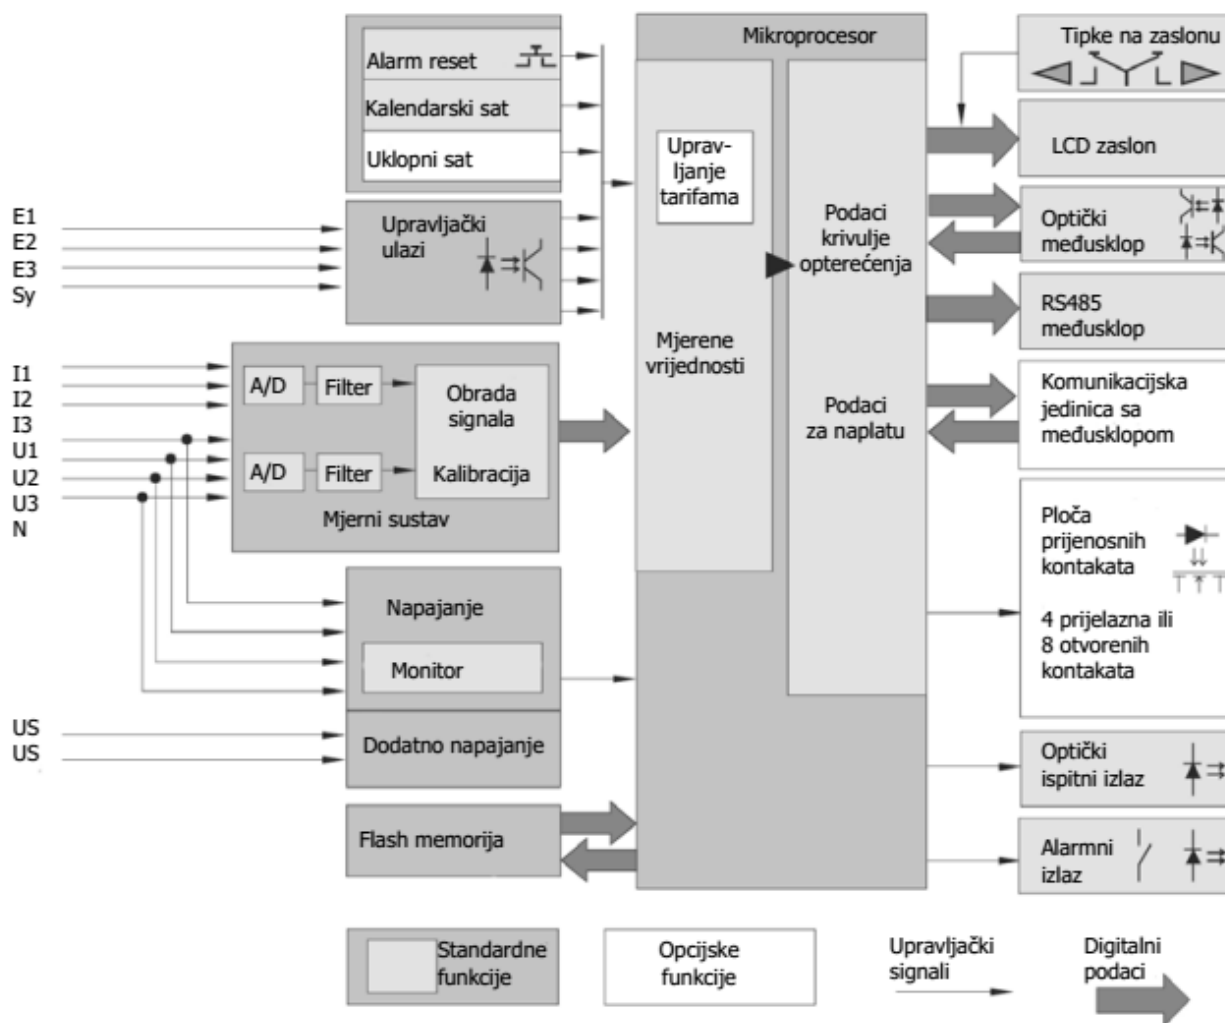 Alarm reset
Kalendarski sat
Uklopni sat
E1
E2
E3
Sy
Upravljački
ulazi
I1
I2
I3
U1
U2
U3
N
A/D
Filter
A/D
Filter
Obrada
signala
Kalibracija
Mjerni sustav
Napajanje
Monitor
US
US
Dodatno napajanje
Flash memorija
Mikroprocesor
Uprav-
ljanje
tarifama
Mjerene
vrijednosti
Podaci
krivulje
opterećenja
Podaci
za naplatu
Tipke na zaslonu
LCD zaslon
Optički
međusklop
RS485
međusklop
Komunikacijska
jedinica sa
međusklopom
Ploča
prijenosnih
kontakata
4 prijelazna ili
8 otvorenih
kontakata
Optički
ispitni izlaz
Alarmni
izlaz
Standardne
funkcije
Opcijske
funkcije
Upravljački
signali
Digitalni
podaci